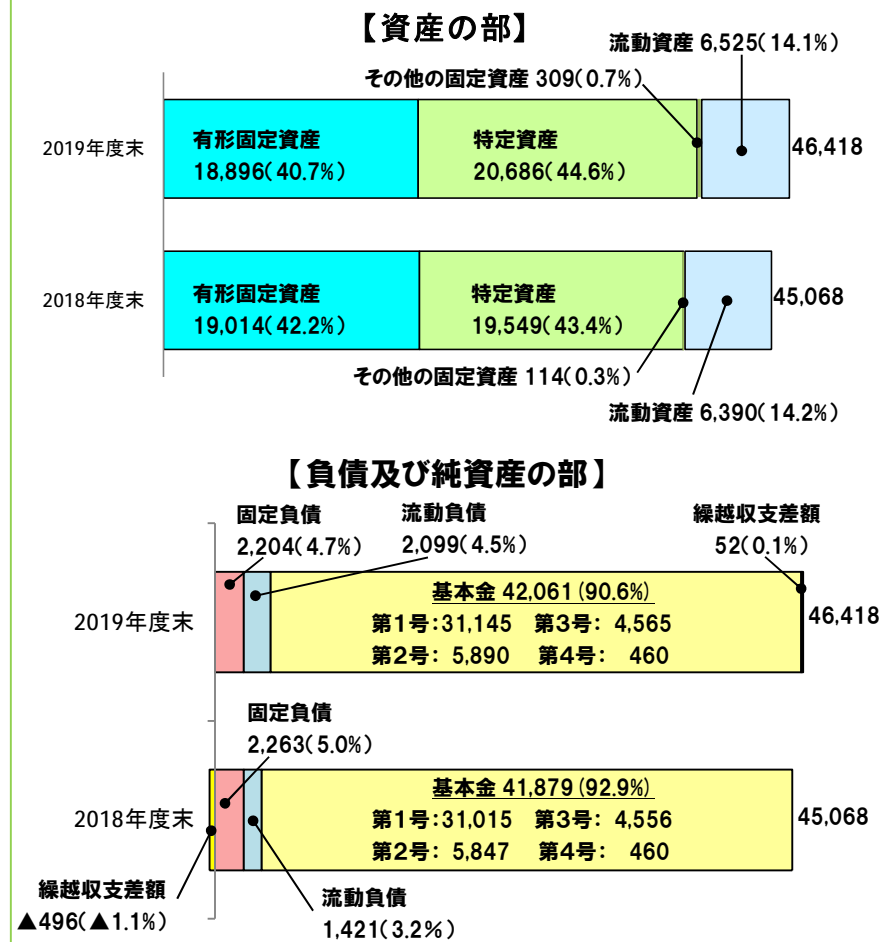 【資産の部】
流動資産 6,525(14.1%)
その他の固定資産 309(0.7%)
2019年度末
有形固定資産
18,896(40.7%)
特定資産
20,686(44.6%)
46,418
2018年度末
有形固定資産
19,014(42.2%)
特定資産
19,549(43.4%)
45,068
その他の固定資産 114(0.3%)
流動資産 6,390(14.2%)
【負債及び純資産の部】
固定負債
2,204(4.7%)
流動負債
2,099(4.5%)
繰越収支差額
52(0.1%)
2019年度末
基本金 42,061(90.6%)
第1号:31,145 第3号: 4,565
第2号: 5,890 第4号: 460
46,418
固定負債
2,263(5.0%)
2018年度末
基本金 41,879(92.9%)
第1号:31,015 第3号: 4,556
第2号: 5,847 第4号: 460
45,068
繰越収支差額
▲496(▲1.1%)
流動負債
1,421(3.2%)